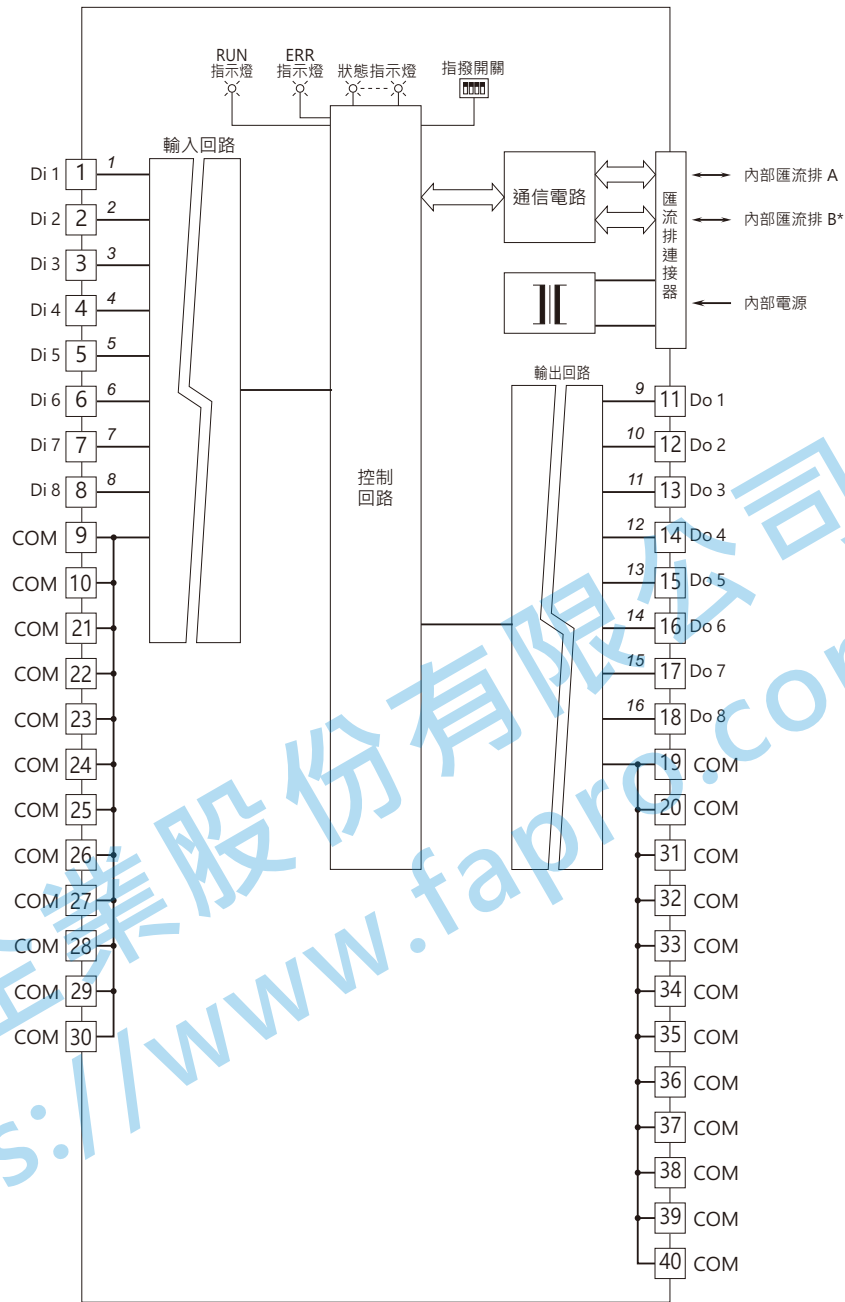 RUN
指示燈
ERR
指示燈
狀態指示燈
指撥開關
輸入回路
Di 1 1 1
Di 2 2 2
Di 3 3 3
Di 4 4 4
Di 5 5 5
Di 6 6 6
Di 7 7 7
Di 8 8 8
COM 9
COM 10
COM 21
COM 22
COM 23
COM 24
COM 25
COM 26
COM 27
COM 28
COM 29
COM 30
控制
回路
通信電路
匯流排連接器
內部匯流排 A
內部匯流排 B*
內部電源
輸出回路
9 11 Do 1
10 12 Do 2
11 13 Do 3
12 14 Do 4
13 15 Do 5
14 16 Do 6
15 17 Do 7
16 18 Do 8
19 COM
20 COM
31 COM
32 COM
33 COM
34 COM
35 COM
36 COM
37 COM
38 COM
39 COM
40 COM
企業股份有限公司
s://www.fapro.com